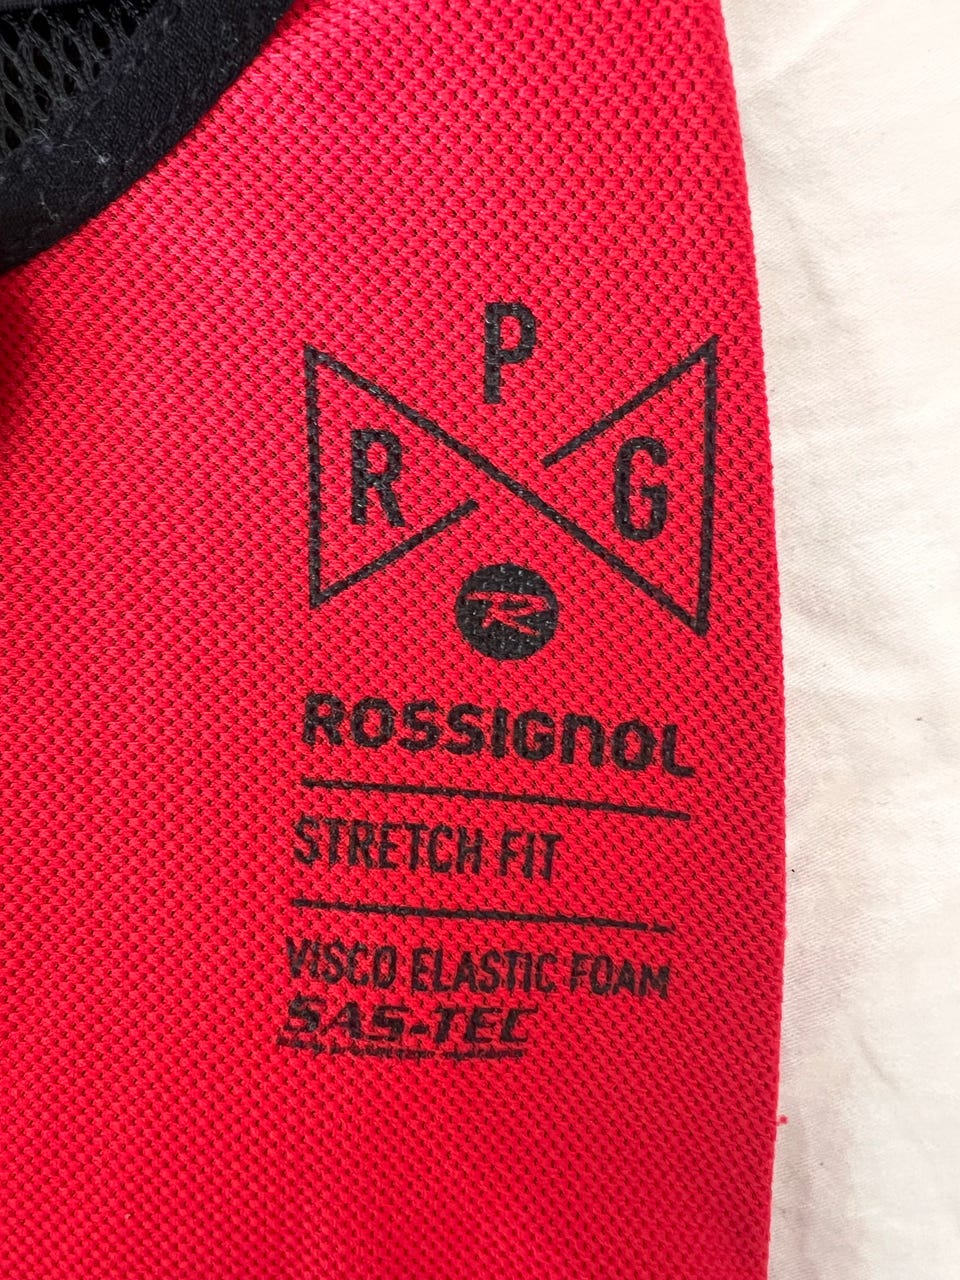 P
R G
R
ROSSIGNOL
STRETCH FIT
VISCO ELASTIC FOAM
SAS-TEC